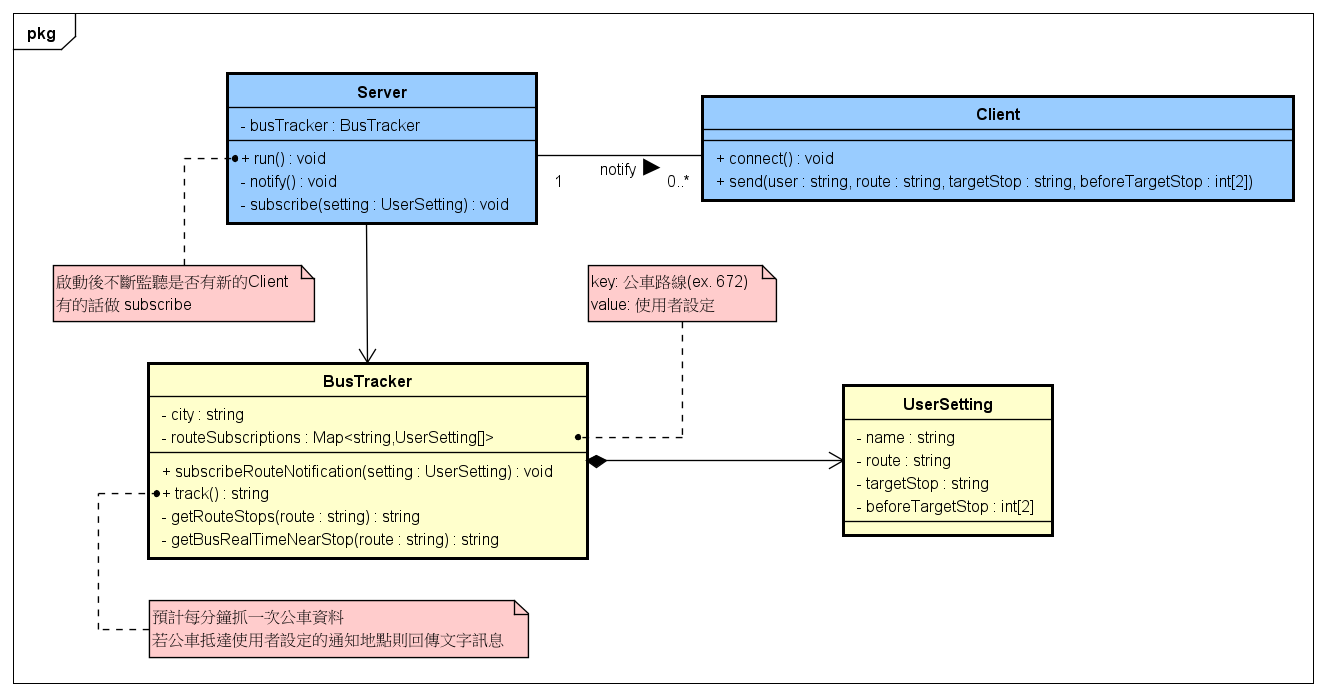 pkg
Server
- busTracker : BusTracker
+ run() : void
- notify() : void
- subscribe(setting : UserSetting) : void
Client
+ connect() : void
+ send(user : string, route : string, targetStop : string, beforeTargetStop : int[2])
notify
1
0..*
啟動後不斷監聽是否有新的Client
有的話做 subscribe
key: 公車路線(ex. 672)
value: 使用者設定
BusTracker
- city : string
- routeSubscriptions : Map<string,UserSetting[]>
+ subscribeRouteNotification(setting : UserSetting) : void
+ track() : string
- getRouteStops(route : string) : string
- getBusRealTimeNearStop(route : string) : string
UserSetting
- name : string
- route : string
- targetStop : string
- beforeTargetStop : int[2]
預計每分鐘抓一次公車資料
若公車抵達使用者設定的通知地點則回傳文字訊息